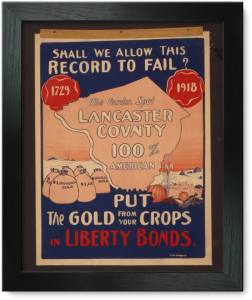 SHALL WE ALLOW THIS
RECORD TO FAIL?
1729
1918
The Garden Spot
LANCASTER
COUNTY
100%
AMERICAN
PUT
The GOLD FROM YOUR CROPS
IN LIBERTY BONDS.